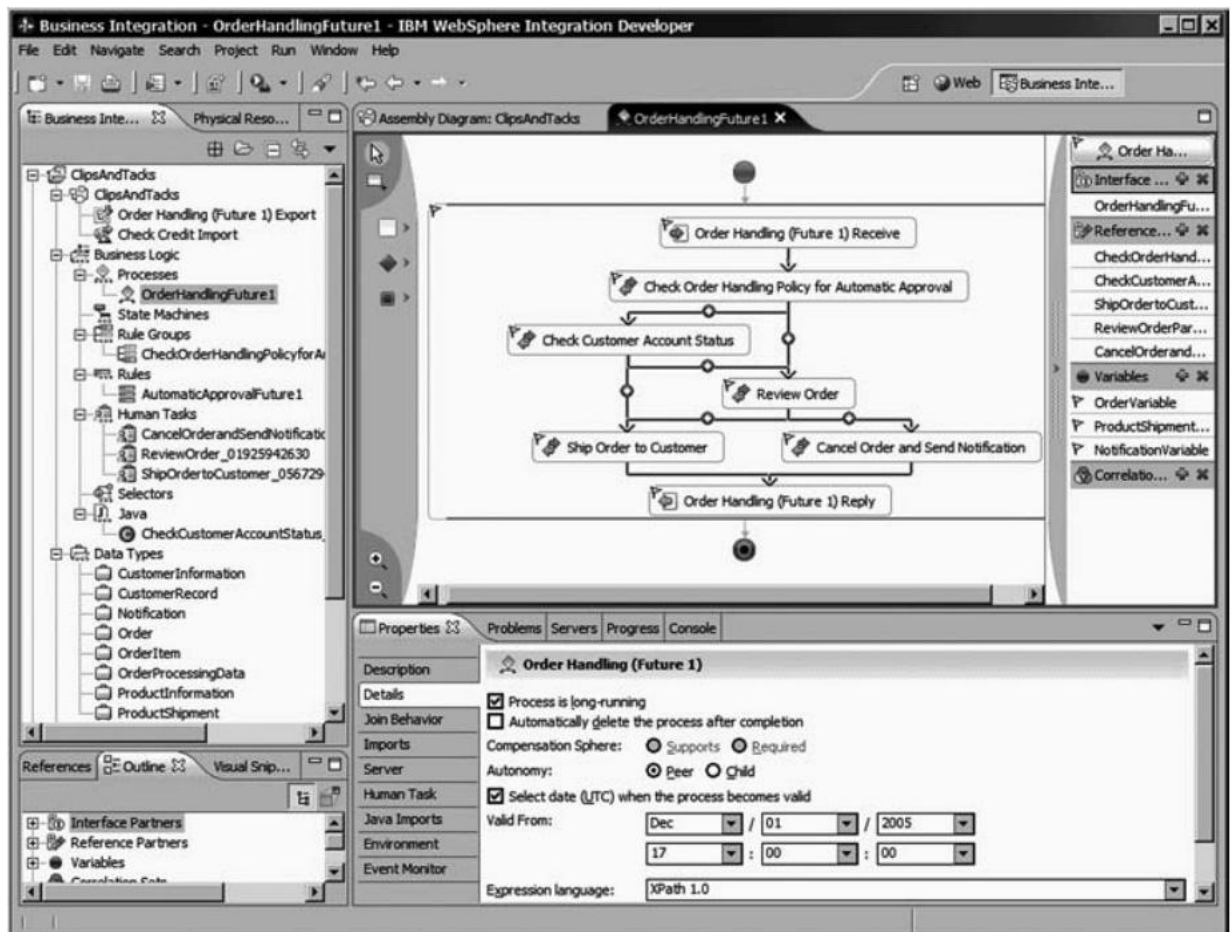 Business Integration - OrderHandlingFuture1 - IBM WebSphere Integration Developer
File Edit Navigate Search Project Run Window Help
Web Business Inte...
Business Inte... Physical Reso...
ClipsAndTacks
ClipsAndTacks
Order Handling (Future 1) Export
Check Credit Import
Business Logic
Processes
OrderHandlingFuture1
State Machines
Rule Groups
CheckOrderHandlingPolicyforA
Rules
AutomaticApprovalFuture1
Human Tasks
CancelOrderandSendNotificatio
ReviewOrder_01925942630
ShipOrdertoCustomer_056729
Selectors
Java
CheckCustomerAccountStatus_
Data Types
CustomerInformation
CustomerRecord
Notification
Order
OrderItem
OrderProcessingData
ProductInformation
ProductShipment
References Outline Visual Snip...
Interface Partners
Reference Partners
Variables
Correlation Sets
Assembly Diagram: ClipsAndTacks OrderHandlingFuture1
Order Handling (Future 1) Receive
Check Order Handling Policy for Automatic Approval
Check Customer Account Status
Review Order
Ship Order to Customer
Cancel Order and Send Notification
Order Handling (Future 1) Reply
Order Ha...
Interface ...
OrderHandlingFu...
Reference...
CheckOrderHand...
CheckCustomerA...
ShipOrdertoCust...
ReviewOrderPar...
CancelOrderand...
Variables
OrderVariable
ProductShipment...
NotificationVariable
Correlatio...
Properties Problems Servers Progress Console
Description
Details
Join Behavior
Imports
Server
Human Task
Java Imports
Environment
Event Monitor
Order Handling (Future 1)
Process is long-running
Automatically delete the process after completion
Compensation Sphere: Supports Required
Autonomy: Peer Child
Select date (UTC) when the process becomes valid
Valid From: Dec / 01 / 2005
17 : 00 : 00
Expression language: XPath 1.0